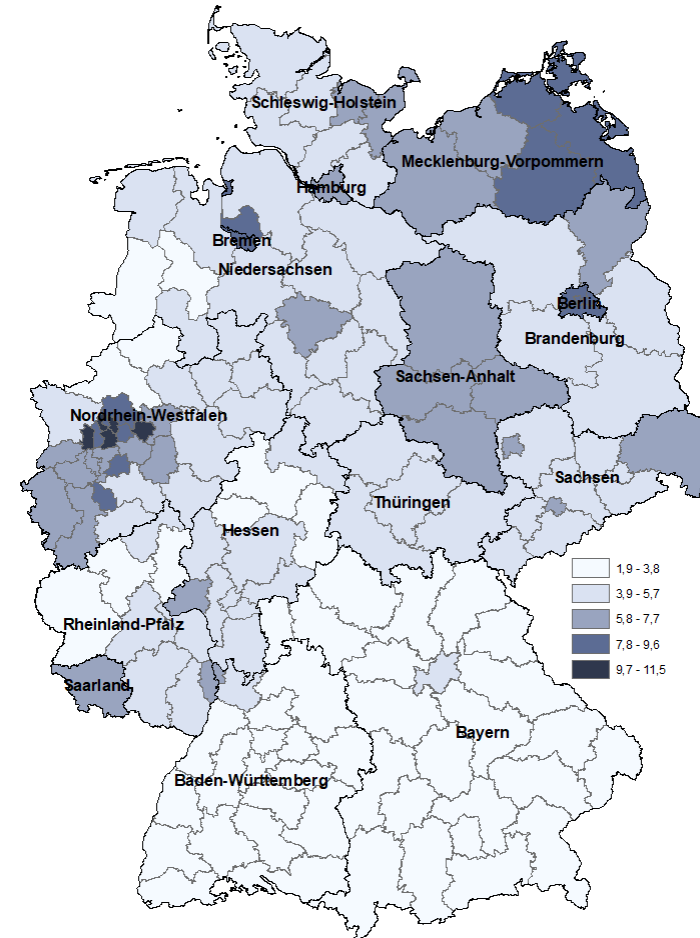 Schleswig-Holstein
Mecklenburg-Vorpommern
Hamburg
Bremen
Niedersachsen
Berlin
Brandenburg
Sachsen-Anhalt
Nordrhein-Westfalen
Sachsen
Thüringen
Hessen
1,9 - 3,8
3,9 - 5,7
5,8 - 7,7
7,8 - 9,6
9,7 - 11,5
Rheinland-Pfalz
Saarland
Bayern
Baden-Württemberg